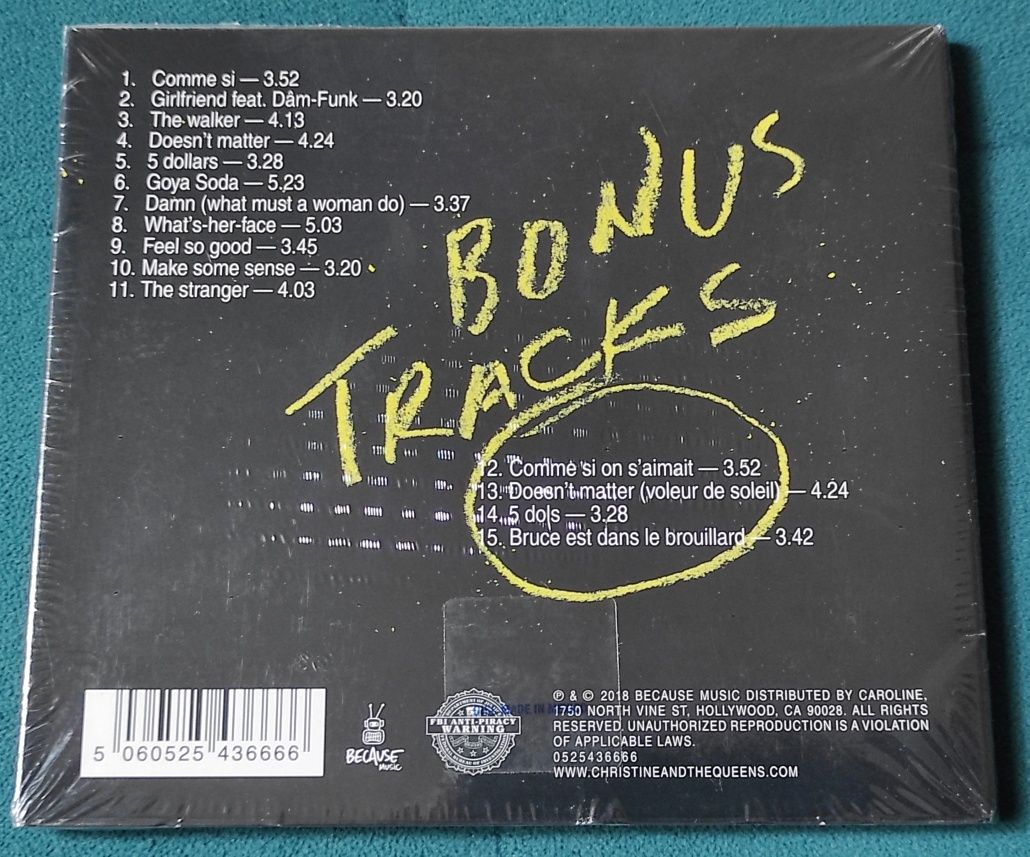 1. Comme si — 3.52
2. Girlfriend feat. Dâm-Funk — 3.20
3. The walker — 4.13
4. Doesn't matter — 4.24
5. 5 dollars — 3.28
6. Goya Soda — 5.23
7. Damn (what must a woman do) — 3.37
8. What's-her-face — 5.03
9. Feel so good — 3.45
10. Make some sense — 3.20
11. The stranger — 4.03
BONUS
TRACKS
12. Comme si on s'aimait — 3.52
13. Doesn't matter (voleur de soleil) — 4.24
14. 5 dols — 3.28
15. Bruce est dans le brouillard — 3.42
5 060525 436666
BECAUSE
MUSIC
FBI ANTI-PIRACY
WARNING
MADE IN
℗ & © 2018 BECAUSE MUSIC DISTRIBUTED BY CAROLINE,
1750 NORTH VINE ST, HOLLYWOOD, CA 90028. ALL RIGHTS
RESERVED. UNAUTHORIZED REPRODUCTION IS A VIOLATION
OF APPLICABLE LAWS.
0525436666
WWW.CHRISTINEANDTHEQUEENS.COM